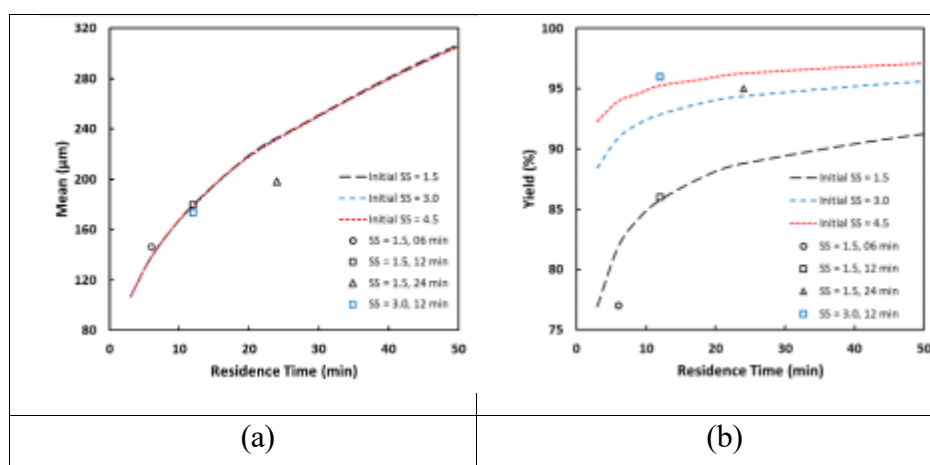 320
280
240
200
160
120
80
Mean (µm)
0 10 20 30 40 50
Residence Time (min)
Initial SS = 1.5
Initial SS = 3.0
Initial SS = 4.5
SS = 1.5, 06 min
SS = 1.5, 12 min
SS = 1.5, 24 min
SS = 3.0, 12 min
100
95
90
85
80
75
Yield (%)
0 10 20 30 40 50
Residence Time (min)
Initial SS = 1.5
Initial SS = 3.0
Initial SS = 4.5
SS = 1.5, 06 min
SS = 1.5, 12 min
SS = 1.5, 24 min
SS = 3.0, 12 min
(a)
(b)